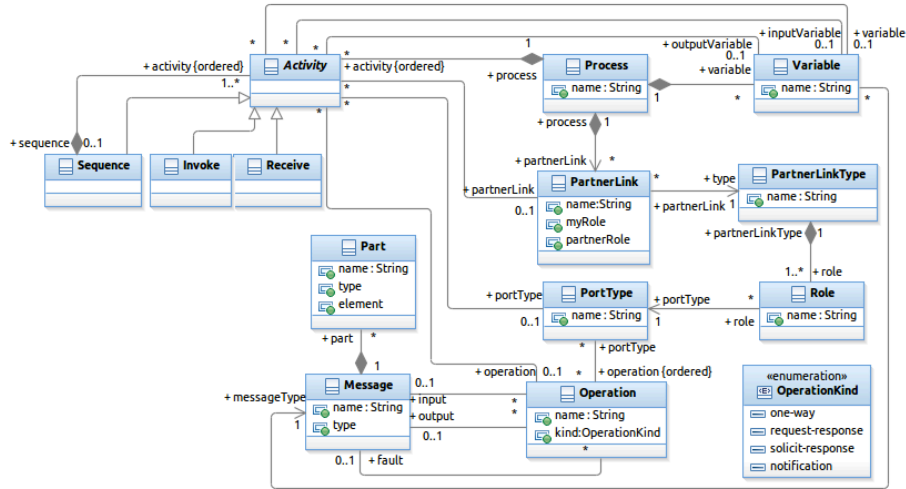 + inputVariable + variable
* * * * 1 + outputVariable 0..1 0..1
0..1
+ activity {ordered} Activity + activity {ordered} + process Process + variable Variable
1..* * name : String 1 * name : String *
* *
+ sequence 0..1 + process 1
Sequence Invoke Receive
+ partnerLink *
PartnerLink * + type PartnerLinkType
+ partnerLink name:String + partnerLink 1 name : String
0..1 myRole
partnerRole + partnerLinkType 1
Part
name : String 1..* + role
type + portType PortType + portType * Role
element 0..1 name : String 1 + role name : String
+ part * * + portType
1 + operation 0..1 * + operation {ordered} «enumeration»
+ messageType Message 0..1 Operation OperationKind
1 name : String + input * name : String one-way
type + output * kind:OperationKind request-response
0..1 * solicit-response
0..1 + fault notification